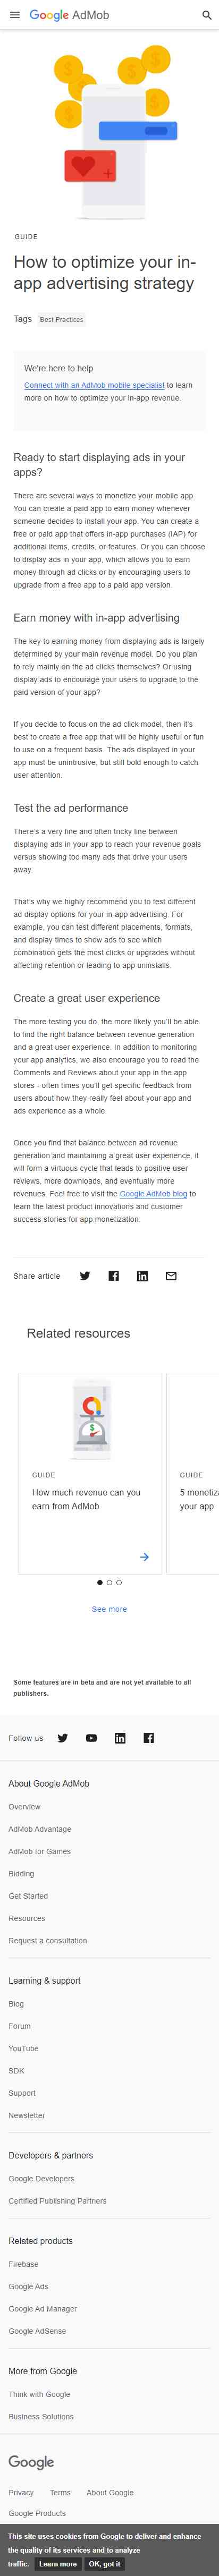 Google AdMob
GUIDE
How to optimize your in-
app advertising strategy
Tags Best Practices
We're here to help
Connect with an AdMob mobile specialist to learn
more on how to optimize your in-app revenue.
Ready to start displaying ads in your
apps?
There are several ways to monetize your mobile app.
You can create a paid app to earn money whenever
someone decides to install your app. You can create a
free or paid app that offers in-app purchases (IAP) for
additional items, credits, or features. Or you can choose
to display ads in your app, which allows you to earn
money through ad clicks or by encouraging users to
upgrade from a free app to a paid app version.
Earn money with in-app advertising
The key to earning money from displaying ads is largely
determined by your main revenue model. Do you plan
to rely mainly on the ad clicks themselves? Or using
display ads to encourage your users to upgrade to the
paid version of your app?
If you decide to focus on the ad click model, then it's
best to create a free app that will be highly useful or fun
to use on a frequent basis. The ads displayed in your
app must be unintrusive, but still bold enough to catch
user attention.
Test the ad performance
There's a very fine and often tricky line between
displaying ads in your app to reach your revenue goals
versus showing too many ads that drive your users
away.
That's why we highly recommend you to test different
ad display options for your in-app advertising. For
example, you can test different placements, formats,
and display times to show ads to see which
combination gets the most clicks or upgrades without
affecting retention or leading to app uninstalls.
Create a great user experience
The more testing you do, the more likely you'll be able
to find the right balance between revenue generation
and a great user experience. In addition to monitoring
your app analytics, we also encourage you to read the
Comments and Reviews about your app in the app
stores - often times you'll get specific feedback from
users about how they really feel about your app and
ads experience as a whole.
Once you find that balance between ad revenue
generation and maintaining a great user experience, it
will form a virtuous cycle that leads to positive user
reviews, more downloads, and eventually more
revenues. Feel free to visit the Google AdMob blog to
learn the latest product innovations and customer
success stories for app monetization.
Share article
Related resources
GUIDE
How much revenue can you
earn from AdMob
GUIDE
5 monetiza
your app
See more
Some features are in beta and are not yet available to all
publishers.
Follow us
About Google AdMob
Overview
AdMob Advantage
AdMob for Games
Bidding
Get Started
Resources
Request a consultation
Learning & support
Blog
Forum
YouTube
SDK
Support
Newsletter
Developers & partners
Google Developers
Certified Publishing Partners
Related products
Firebase
Google Ads
Google Ad Manager
Google AdSense
More from Google
Think with Google
Business Solutions
Google
Privacy Terms About Google
Google Products
This site uses cookies from Google to deliver and enhance
the quality of its services and to analyze
traffic. Learn more OK, got it